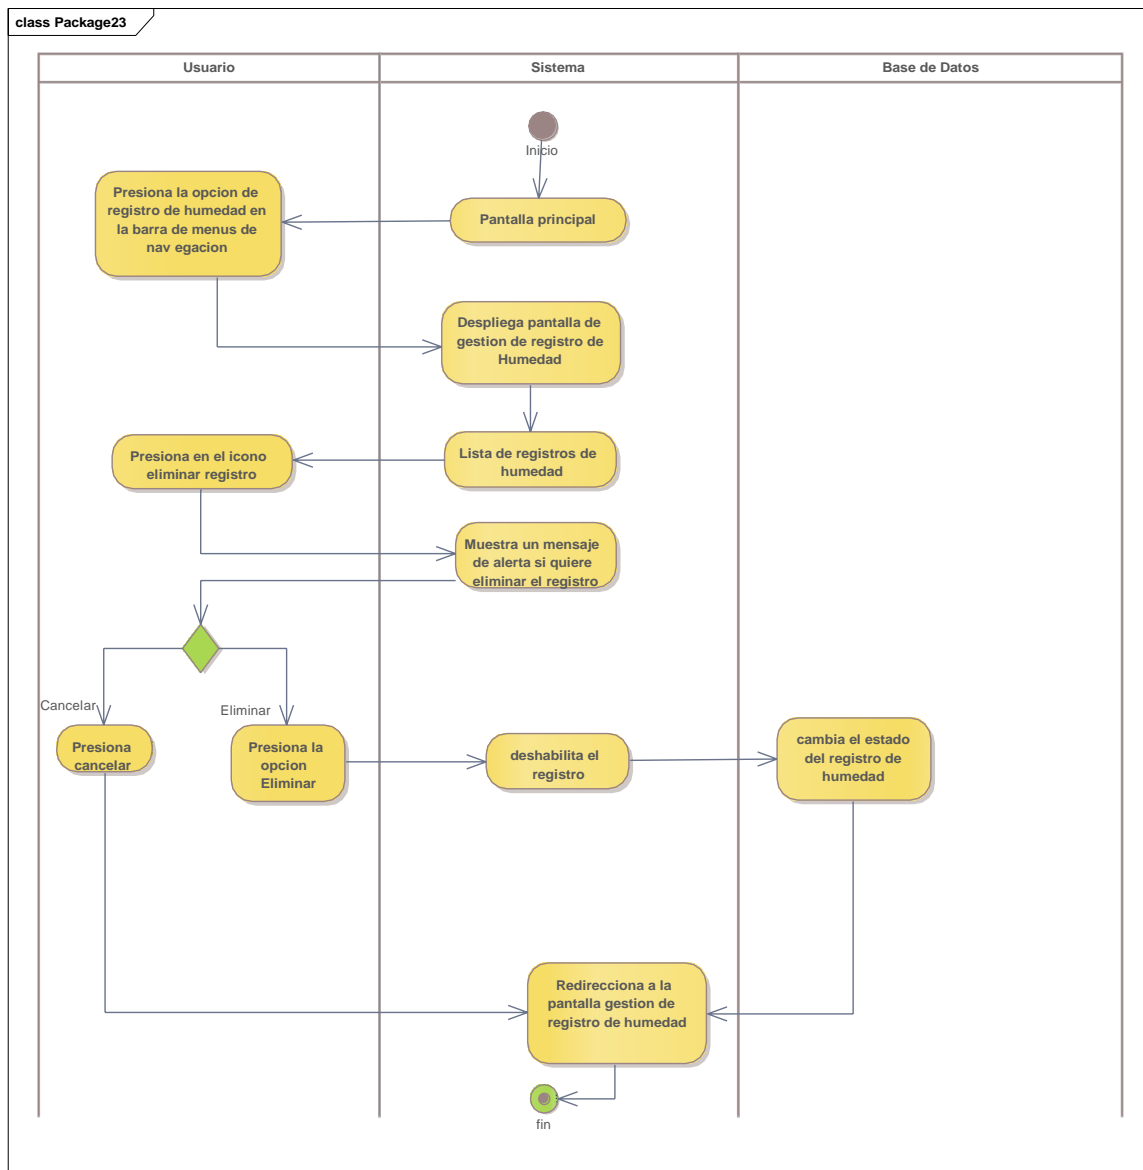 class Package23
Usuario
Sistema
Base de Datos
Inicio
Presiona la opcion de
registro de humedad en
la barra de menus de
nav egacion
Pantalla principal
Despliega pantalla de
gestion de registro de
Humedad
Presiona en el icono
eliminar registro
Lista de registros de
humedad
Muestra un mensaje
de alerta si quiere
eliminar el registro
Cancelar
Eliminar
Presiona
cancelar
Presiona la
opcion
Eliminar
deshabilita el
registro
cambia el estado
del registro de
humedad
Redirecciona a la
pantalla gestion de
registro de humedad
fin